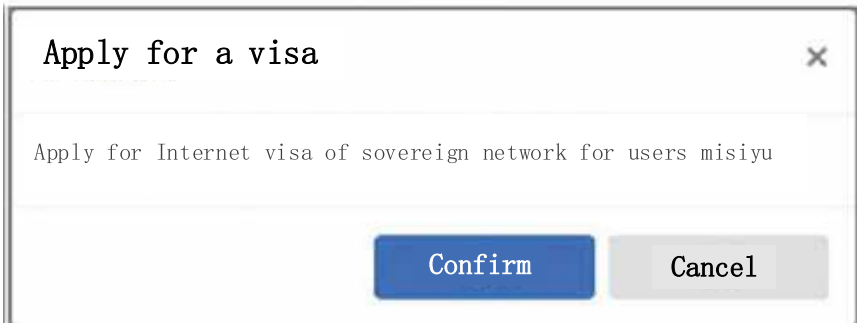 Apply for a visa
×
Apply for Internet visa of sovereign network for users misiyu
Confirm
Cancel